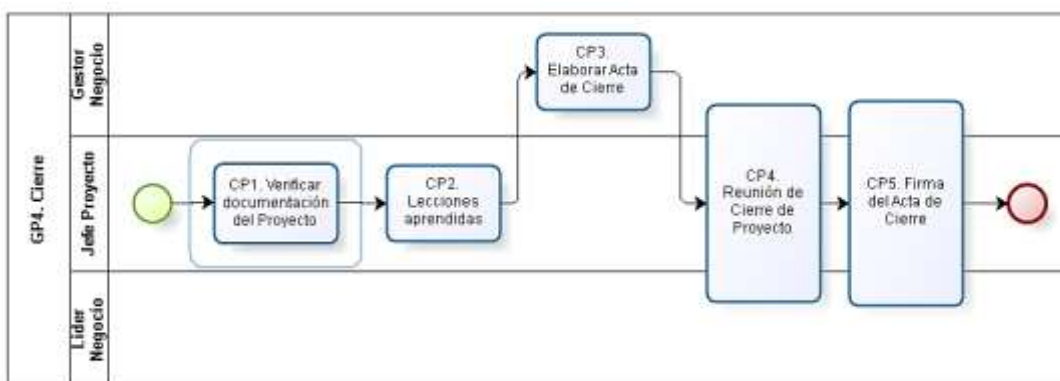 GP4. Cierre
Gestor
Negocio
Jefe Proyecto
Líder
Negocio
CP1. Verificar
documentación
del Proyecto
CP2.
Lecciones
aprendidas
CP3.
Elaborar Acta
de Cierre
CP4.
Reunión de
Cierre de
Proyecto
CP5. Firma
del Acta de
Cierre